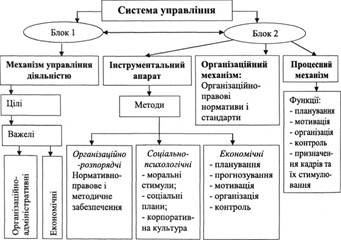 Система управління
Блок 1
Блок 2
Механізм управління
діяльністю
Інструментальний
апарат
Організаційний
механізм:
Організаційно-
правові
нормативи і
стандарти
Процесний
механізм
Цілі
Важелі
Організаційно-
адміністративні
Економічні
Методи
Організаційно
-розпорядчі
Нормативно-
правове і
методичне
забезпечення
Соціально-
психологічні
- моральні
стимули;
- соціальні
плани;
- корпоратив-
на культура
Економічні
- планування
- прогнозування
- мотивація
- організація
- контроль
Функції:
- планування
- мотивація
- організація
- контроль
- призначен-
ня кадрів та
їх стимулю-
вання